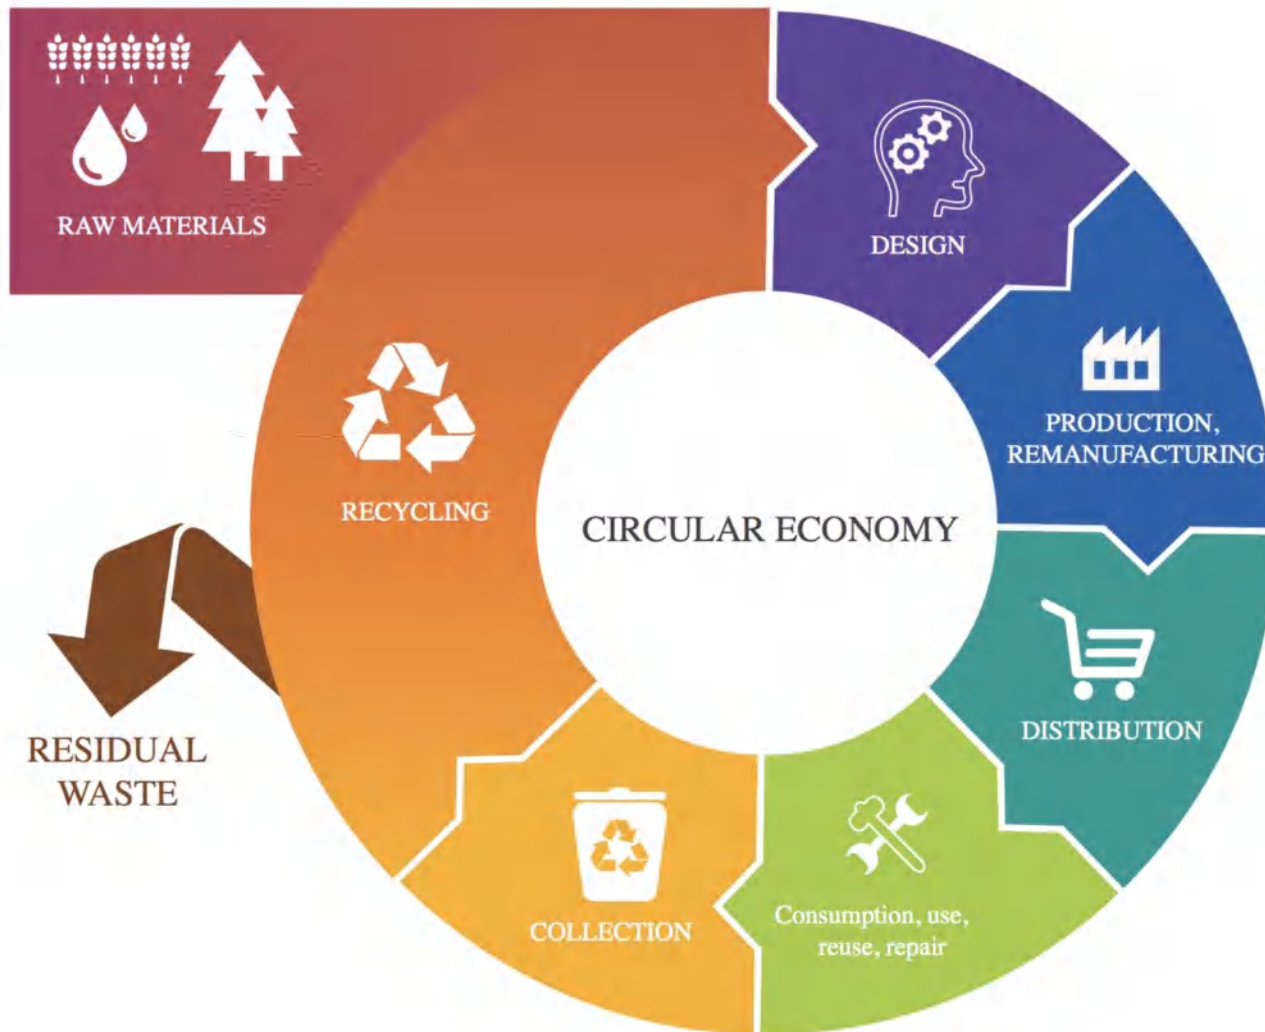 RAW MATERIALS
DESIGN
PRODUCTION,
REMANUFACTURING
RECYCLING
CIRCULAR ECONOMY
DISTRIBUTION
RESIDUAL
WASTE
Consumption, use,
reuse, repair
COLLECTION